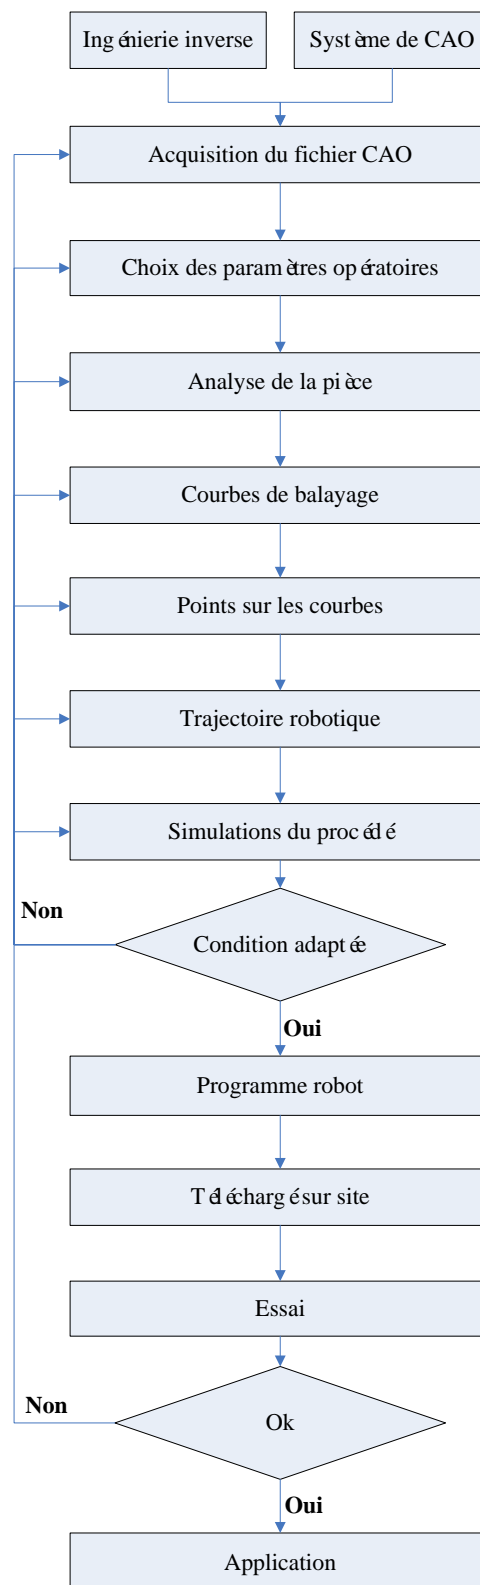 Ingénierie inverse
Système de CAO
Acquisition du fichier CAO
Choix des paramètres opératoires
Analyse de la pièce
Courbes de balayage
Points sur les courbes
Trajectoire robotique
Simulations du procédé
Non
Condition adaptée
Oui
Programme robot
Téléchargé sur site
Essai
Non
Ok
Oui
Application